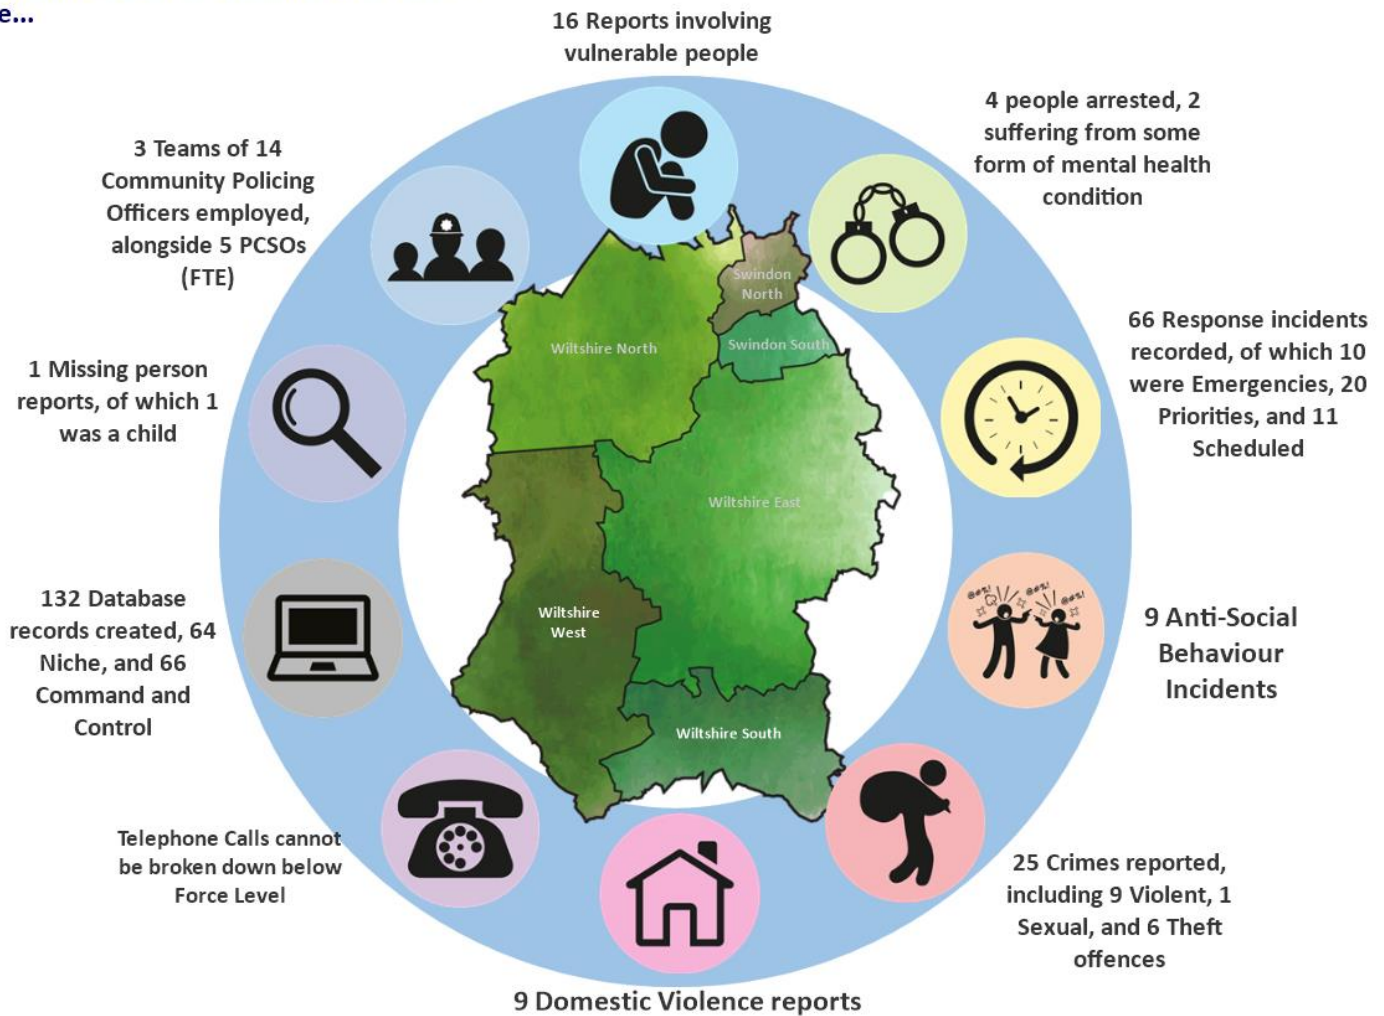 e...
16 Reports involving
vulnerable people
4 people arrested, 2
suffering from some
form of mental health
condition
3 Teams of 14
Community Policing
Officers employed,
alongside 5 PCSOs
(FTE)
Swindon
North
66 Response incidents
recorded, of which 10
were Emergencies, 20
Priorities, and 11
Scheduled
Wiltshire North
Swindon South
1 Missing person
reports, of which 1
was a child
Wiltshire East
@#%!
@#%!
@#%!
132 Database
records created, 64
Niche, and 66
Command and
Control
Wiltshire
West
9 Anti-Social
Behaviour
Incidents
Wiltshire South
Telephone Calls cannot
be broken down below
Force Level
25 Crimes reported,
including 9 Violent, 1
Sexual, and 6 Theft
offences
9 Domestic Violence reports